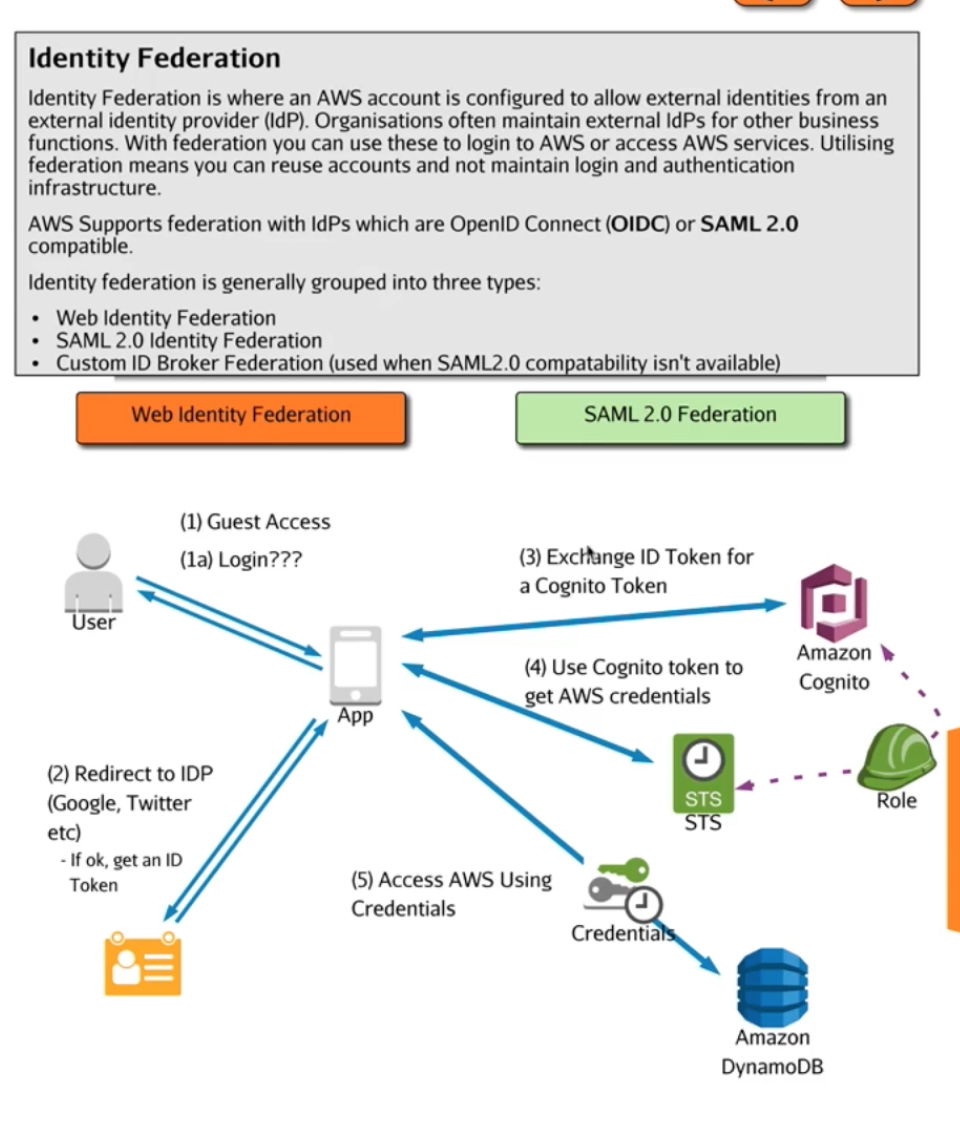 Identity Federation
Identity Federation is where an AWS account is configured to allow external identities from an
external identity provider (IdP). Organisations often maintain external IdPs for other business
functions. With federation you can use these to login to AWS or access AWS services. Utilising
federation means you can reuse accounts and not maintain login and authentication
infrastructure.
AWS Supports federation with IdPs which are OpenID Connect (OIDC) or SAML 2.0
compatible.
Identity federation is generally grouped into three types:
• Web Identity Federation
• SAML 2.0 Identity Federation
• Custom ID Broker Federation (used when SAML2.0 compatability isn't available)
Web Identity Federation
SAML 2.0 Federation
(1) Guest Access
(1a) Login???
User
App
(3) Exchange ID Token for
a Cognito Token
Amazon
Cognito
(4) Use Cognito token to
get AWS credentials
STS
STS
Role
(2) Redirect to IDP
(Google, Twitter
etc)
- If ok, get an ID
Token
(5) Access AWS Using
Credentials
Credentials
Amazon
DynamoDB